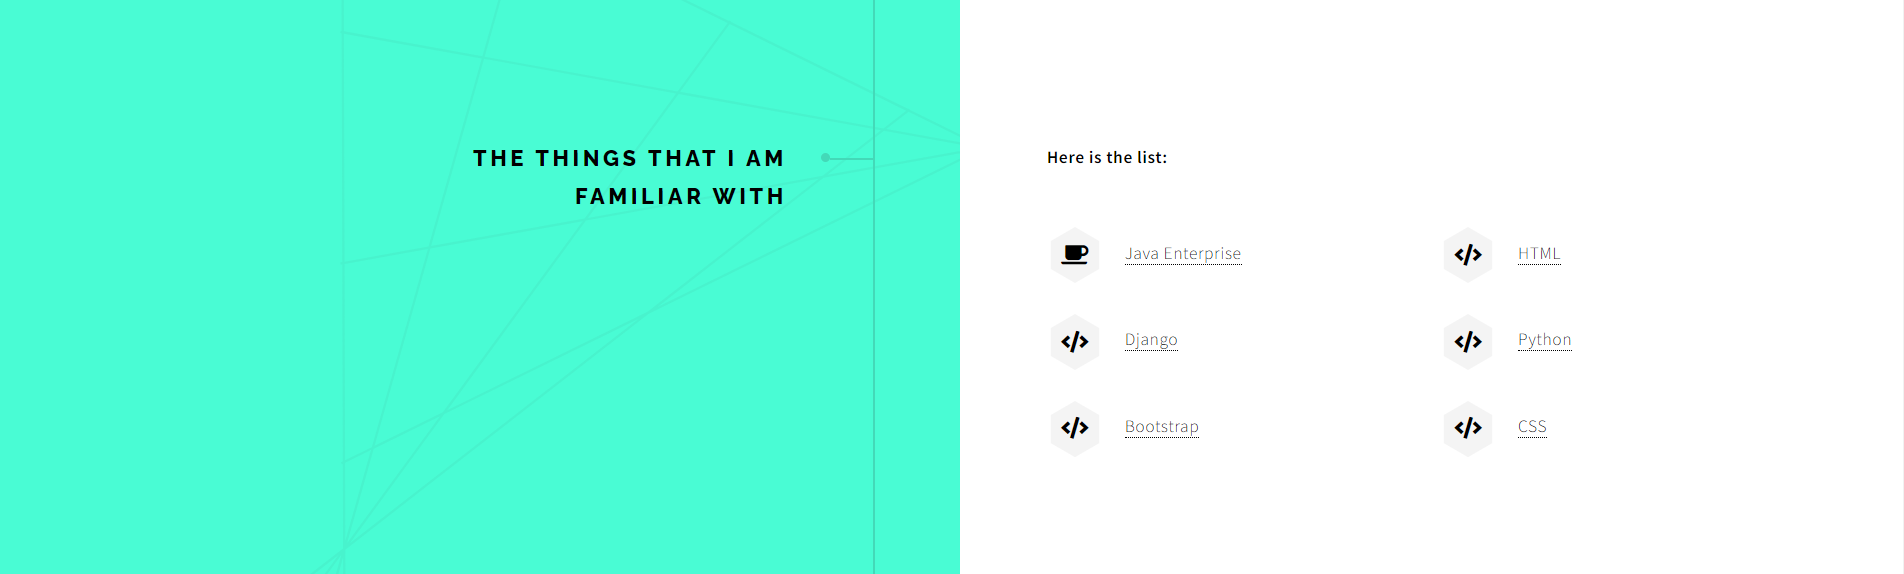 THE THINGS THAT I AM
FAMILIAR WITH
Here is the list:
Java Enterprise
HTML
Django
Python
Bootstrap
CSS